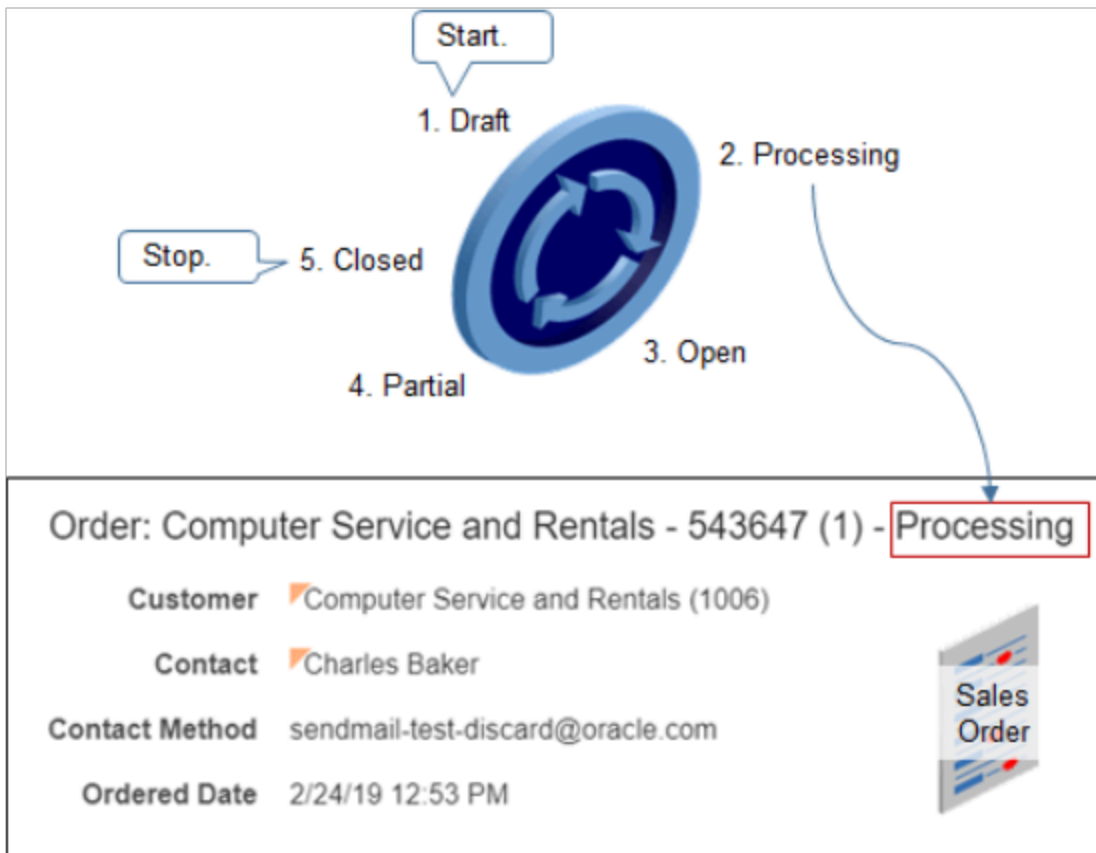 Start.
1. Draft
2. Processing
Stop.
5. Closed
3. Open
4. Partial
Order: Computer Service and Rentals - 543647 (1) - Processing
Customer Computer Service and Rentals (1006)
Contact Charles Baker
Contact Method sendmail-test-discard@oracle.com
Ordered Date 2/24/19 12:53 PM
Sales
Order